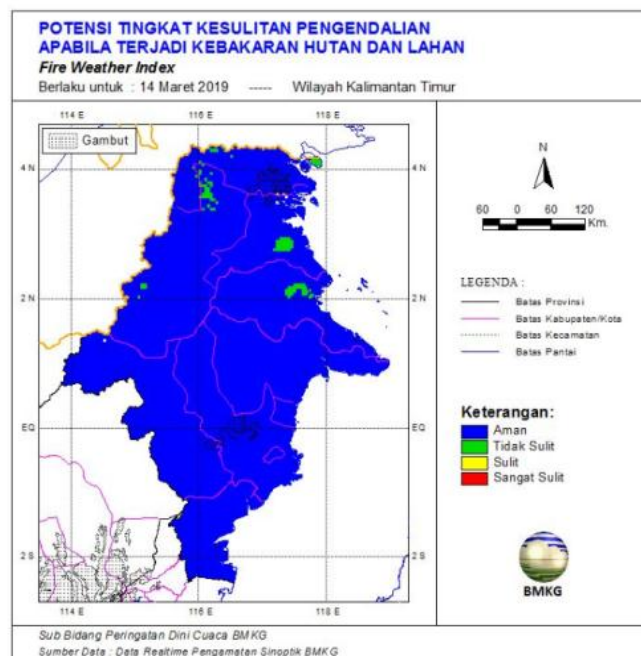 POTENSI TINGKAT KESULITAN PENGENDALIAN
APABILA TERJADI KEBAKARAN HUTAN DAN LAHAN
Fire Weather Index
Berlaku untuk : 14 Maret 2019 ----- Wilayah Kalimantan Timur
114 E 116 E 118 E
Gambut
4 N 4 N
2 N 2 N
EQ EQ
2 S 2 S
114 E 116 E 118 E
N
60 0 60 120
Km.
LEGENDA :
Batas Provinsi
Batas Kabupaten/Kota
Batas Kecamatan
Batas Pantai
Keterangan:
Aman
Tidak Sulit
Sulit
Sangat Sulit
BMKG
Sub Bidang Peringatan Dini Cuaca BMKG
Sumber Data : Data Realtime Pengamatan Sinoptik BMKG